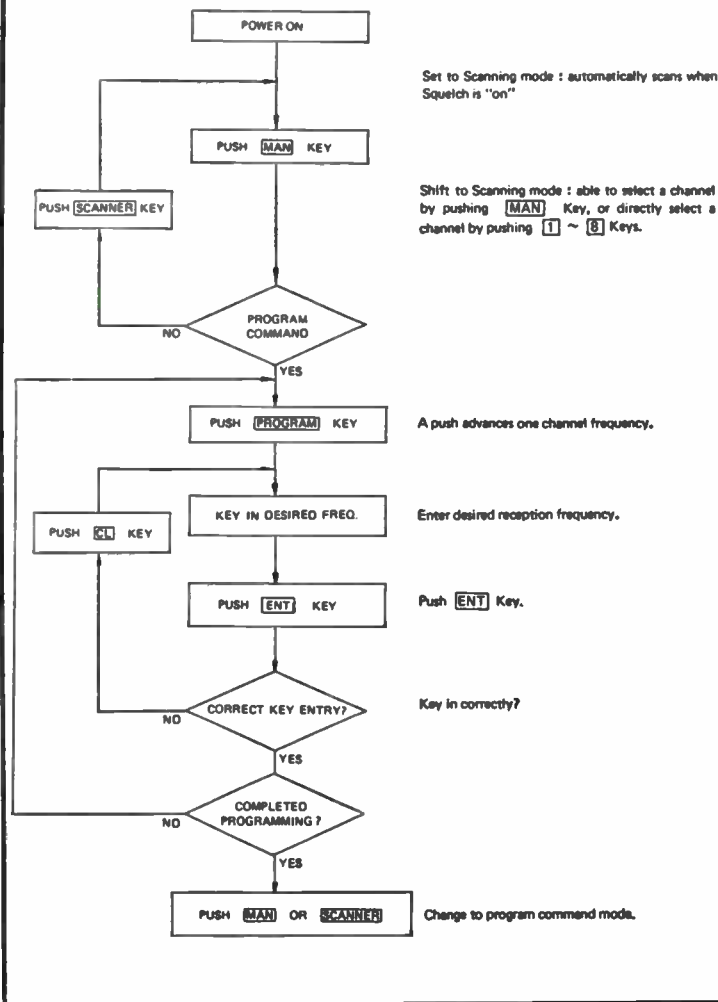 POWER ON
Set to Scanning mode : automatically scans when
Squelch is "on"
PUSH MAN KEY
PUSH SCANNER KEY
Shift to Scanning mode : able to select a channel
by pushing MAN Key, or directly select a
channel by pushing 1 ~ 8 Keys.
PROGRAM
COMMAND
NO
YES
PUSH PROGRAM KEY
A push advances one channel frequency.
KEY IN DESIRED FREQ.
Enter desired reception frequency.
PUSH CL KEY
PUSH ENT KEY
Push ENT Key.
CORRECT KEY ENTRY?
Key in correctly?
NO
YES
COMPLETED
PROGRAMMING ?
NO
YES
PUSH MAN OR SCANNER
Change to program command mode.